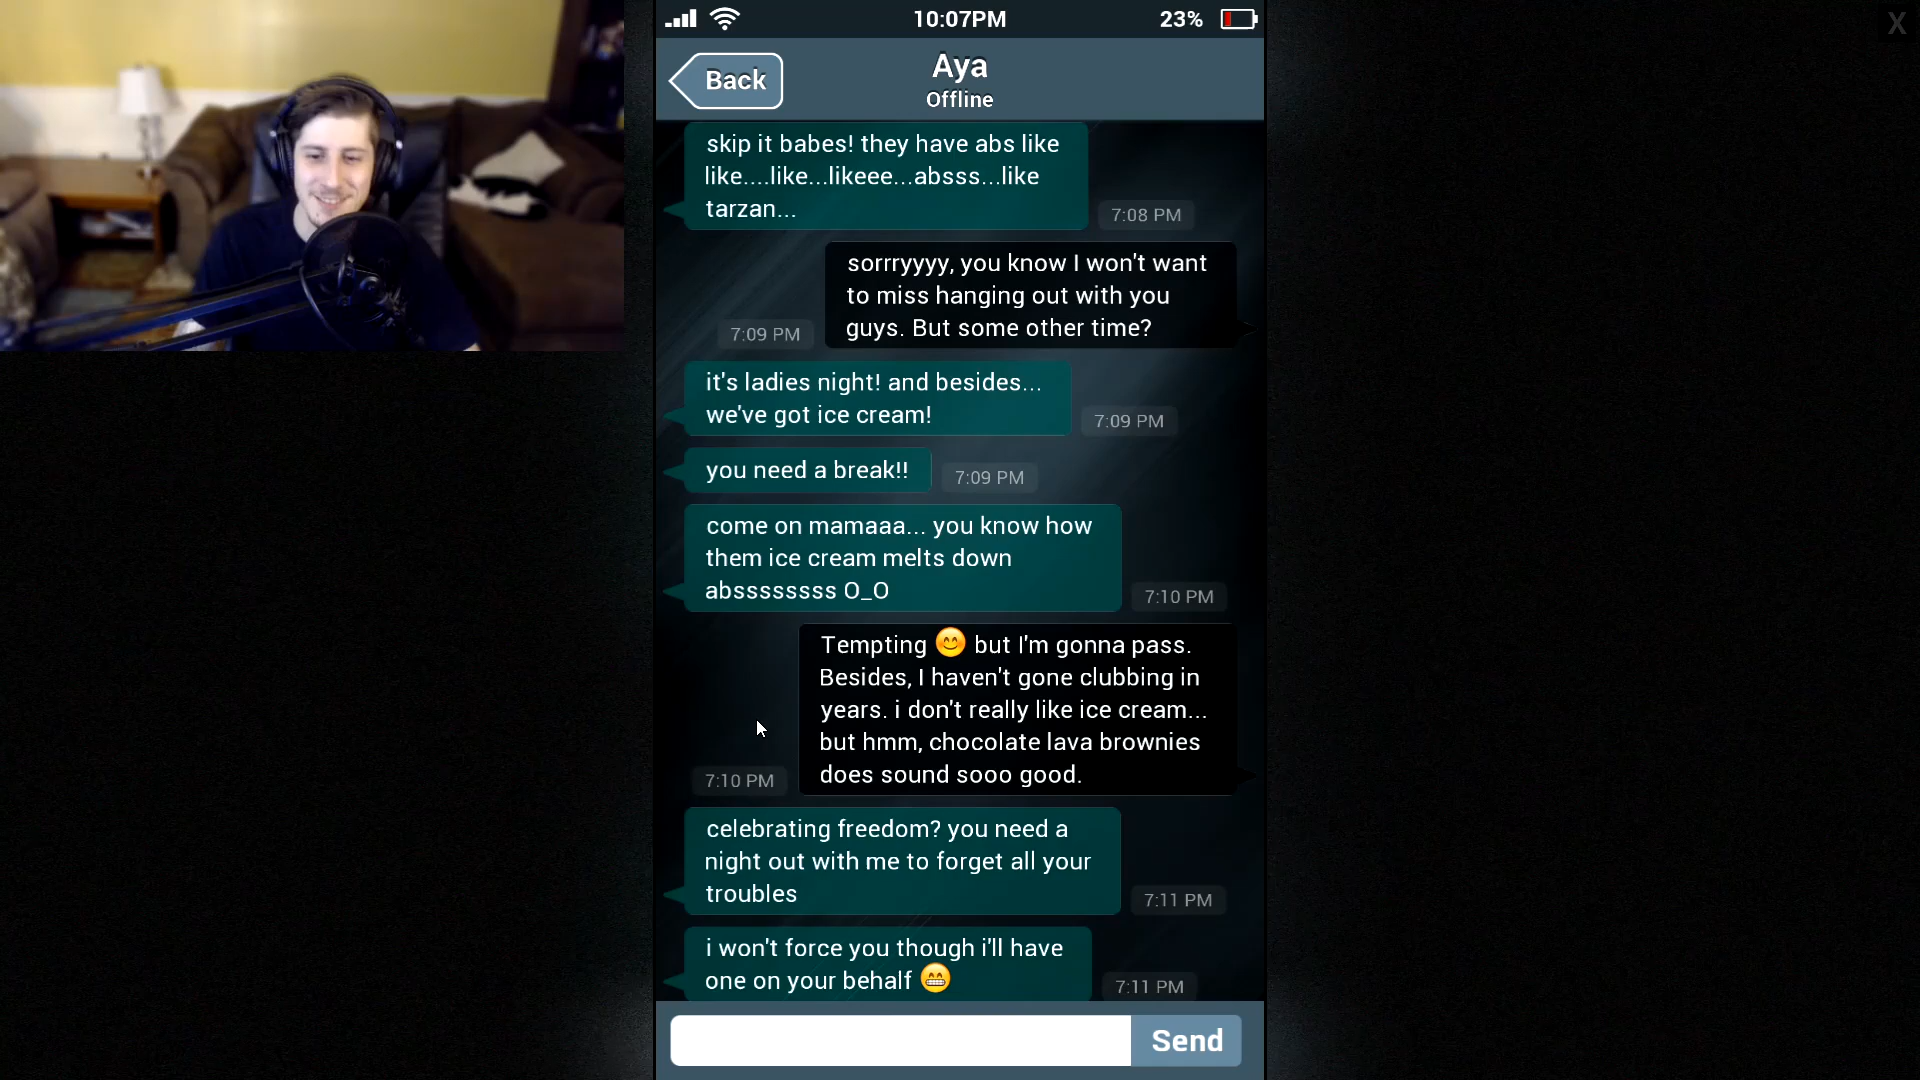 10:07PM
23%
X
Back
Aya
Offline
skip it babes! they have abs like
like....like...likeee...absss...like
tarzan...
7:08 PM
sorrryyyy, you know I won't want
to miss hanging out with you
guys. But some other time?
7:09 PM
it's ladies night! and besides...
we've got ice cream!
7:09 PM
you need a break!!
7:09 PM
come on mamaaa... you know how
them ice cream melts down
abssssssss O_O
7:10 PM
Tempting 😊 but I'm gonna pass.
Besides, I haven't gone clubbing in
years. i don't really like ice cream...
but hmm, chocolate lava brownies
does sound sooo good.
7:10 PM
celebrating freedom? you need a
night out with me to forget all your
troubles
7:11 PM
i won't force you though i'll have
one on your behalf 😁
7:11 PM
Send